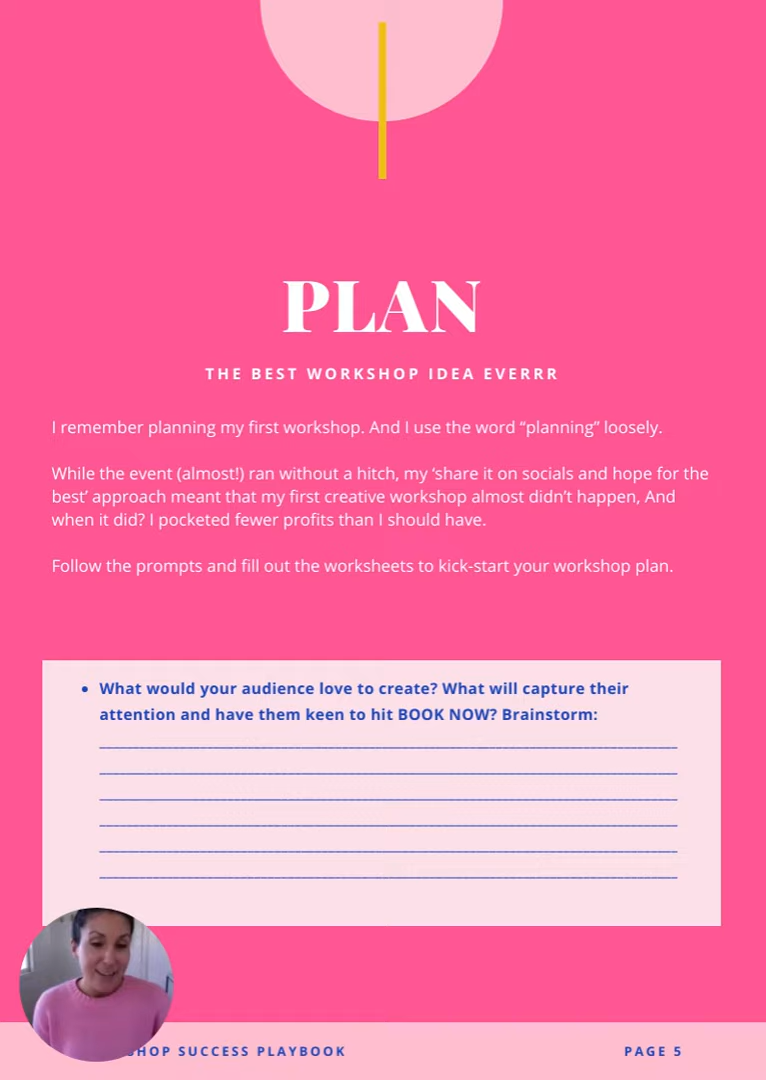 PLAN
THE BEST WORKSHOP IDEA EVERRR
I remember planning my first workshop. And I use the word “planning” loosely.
While the event (almost!) ran without a hitch, my ‘share it on socials and hope for the
best’ approach meant that my first creative workshop almost didn’t happen, And
when it did? I pocketed fewer profits than I should have.
Follow the prompts and fill out the worksheets to kick-start your workshop plan.
• What would your audience love to create? What will capture their
attention and have them keen to hit BOOK NOW? Brainstorm:
SUCCESS PLAYBOOK
PAGE 5